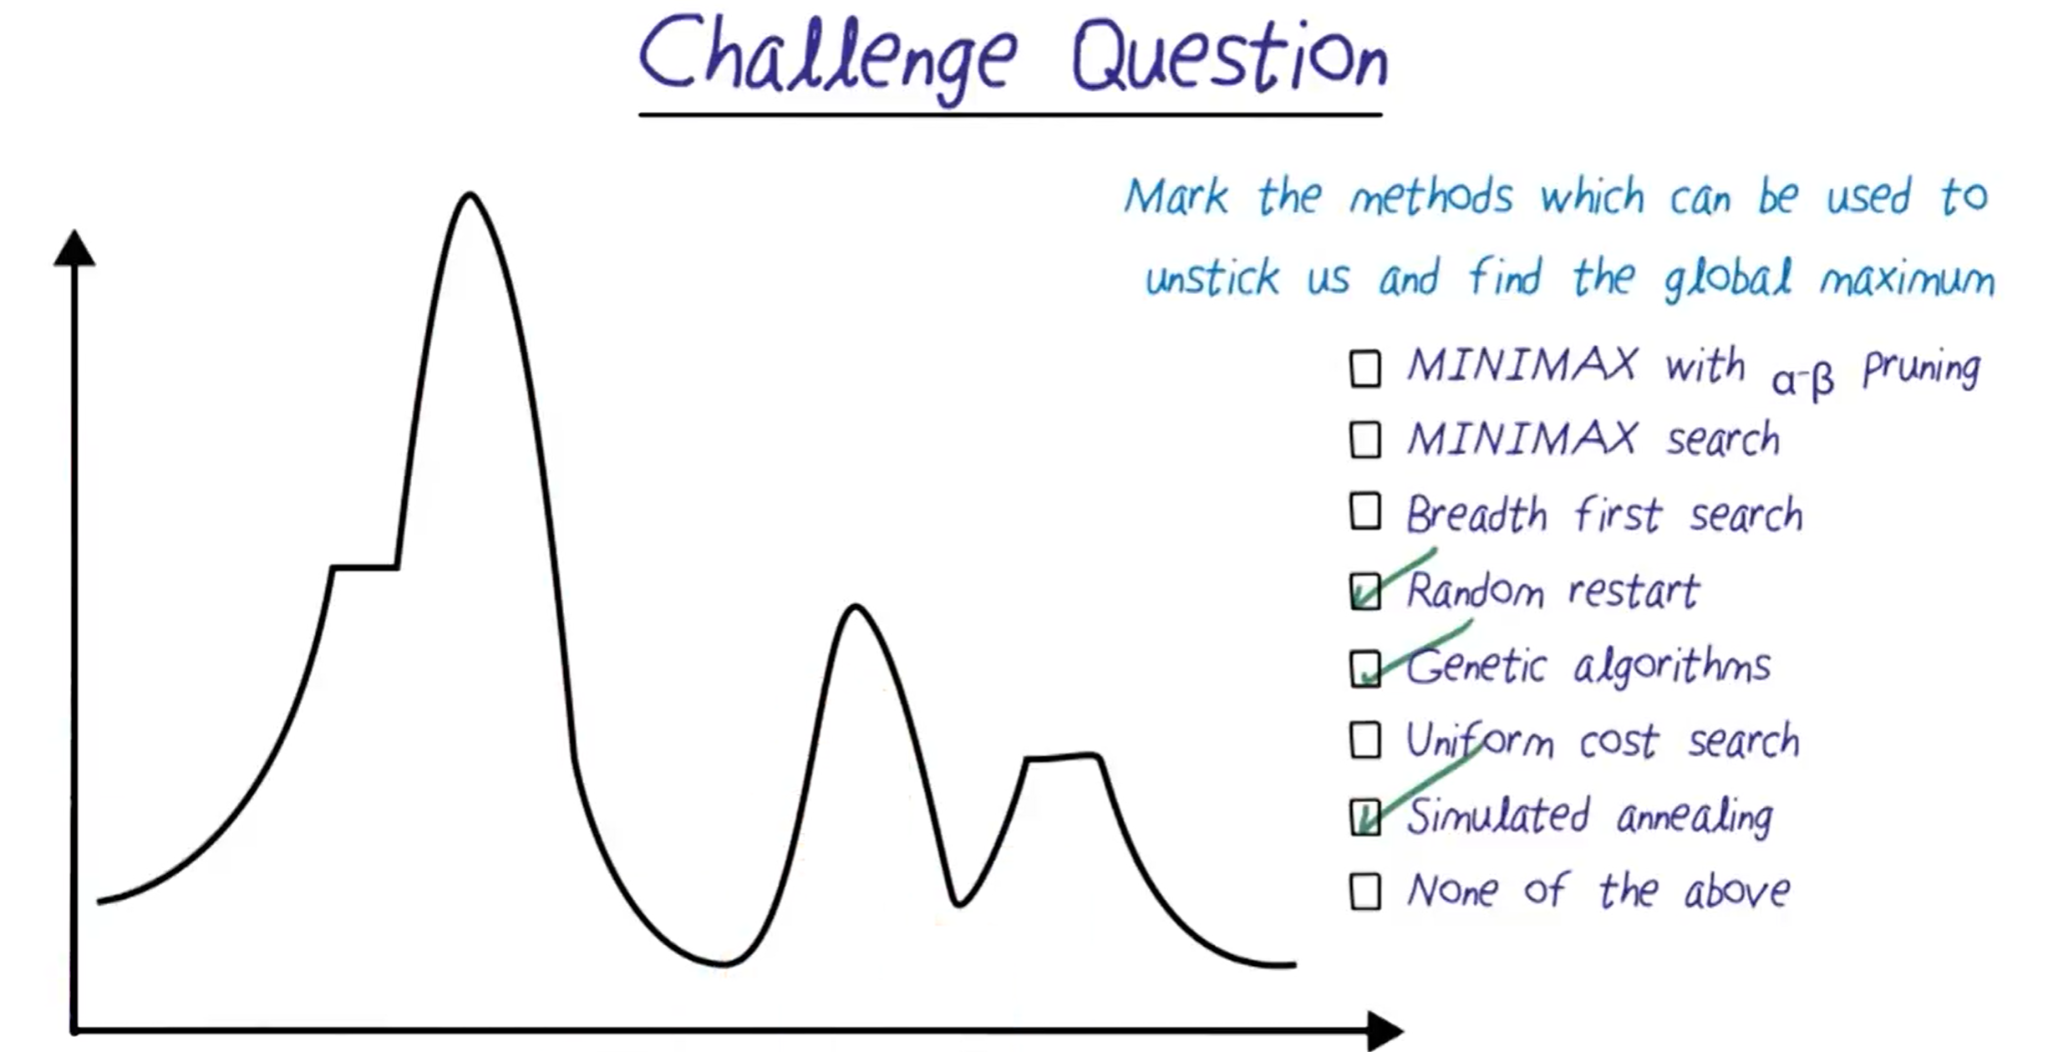 Challenge Question
Mark the methods which can be used to
unstick us and find the global maximum
MINIMAX with α-β Pruning
MINIMAX search
Breadth first search
Random restart
Genetic algorithms
Uniform cost search
Simulated annealing
None of the above